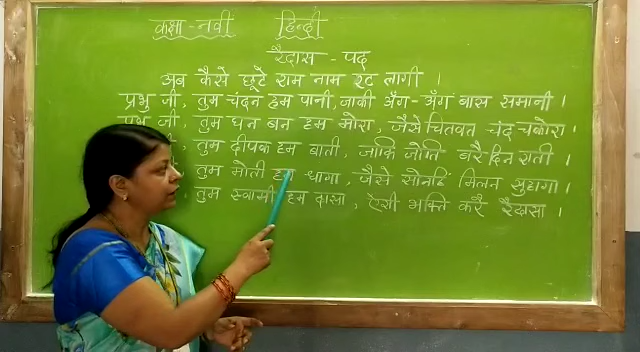 कक्षा - नवी हिन्दी
रैदास - पद
अब कैसे छूटे राम नाम रट लागी ।
प्रभु जी, तुम चंदन हम पानी, जाकी अँग-अँग बास समानी ।
प्रभु जी, तुम घन बन हम मोरा, जैसे चितवत चंद चकोरा ।
तुम दीपक हम बाती, जाकि जोति बरै दिन राती ।
तुम मोती हम धागा, जैसे सोनहिं मिलत सुहागा ।
तुम स्वामी हम दासा, ऐसी भक्ति करै रैदासा ।